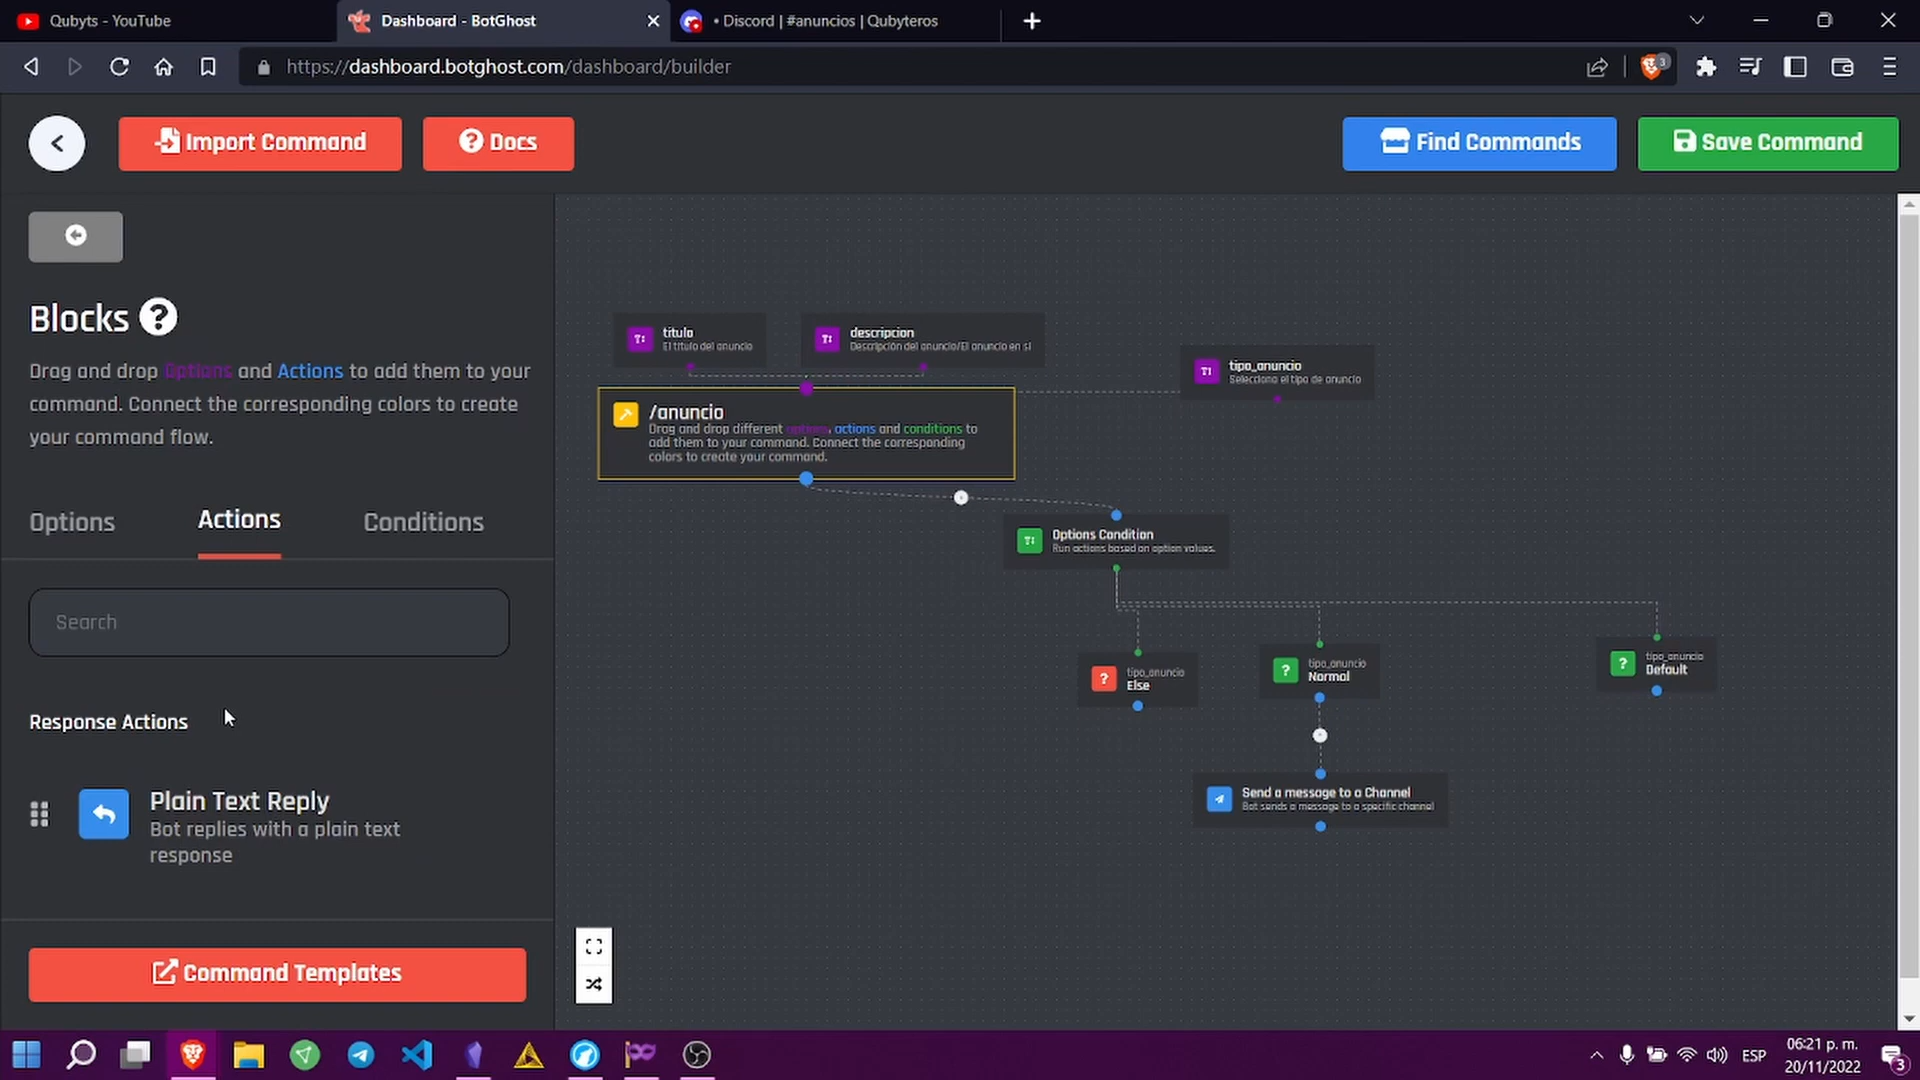 Qubyts - YouTube
Dashboard - BotGhost
• Discord | #anuncios | Qubyteros
https://dashboard.botghost.com/dashboard/builder
3
Import Command
Docs
Find Commands
Save Command
Blocks
Drag and drop Options and Actions to add them to your
command. Connect the corresponding colors to create
your command flow.
Options
Actions
Conditions
Search
Response Actions
Plain Text Reply
Bot replies with a plain text
response
Command Templates
titulo
El titulo del anuncio
descripcion
Descripción del anuncio/El anuncio en si
tipo_anuncio
Selecciona el tipo de anuncio
/anuncio
Drag and drop different options, actions and conditions to
add them to your command. Connect the corresponding
colors to create your command.
Options Condition
Run actions based on option values.
tipo_anuncio
Else
tipo_anuncio
Normal
tipo_anuncio
Default
Send a message to a Channel
Bot sends a message to a specific channel
ESP
06:21 p. m.
20/11/2022
3